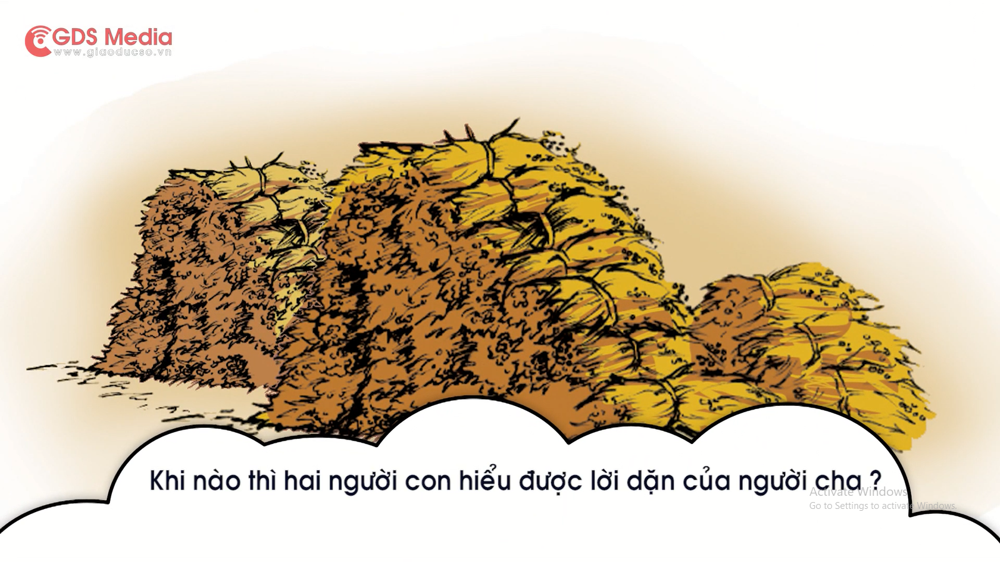 GDS Media
www.giaoducso.vn
Khi nào thì hai người con hiểu được lời dặn của người cha ?
Activate Windows
Go to Settings to activate Windows.